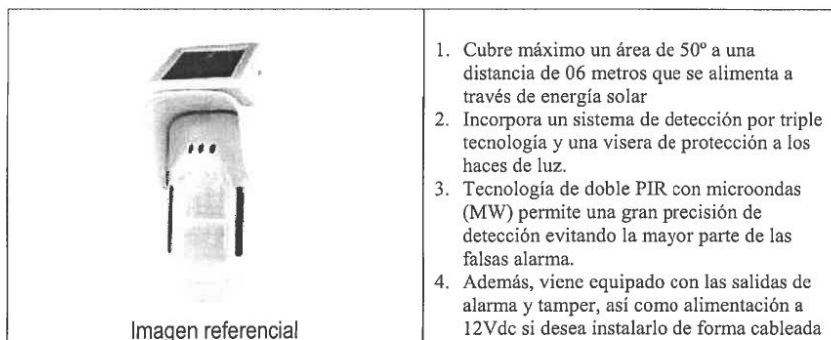 Imagen referencial
1. Cubre máximo un área de 50º a una
distancia de 06 metros que se alimenta a
través de energía solar
2. Incorpora un sistema de detección por triple
tecnología y una visera de protección a los
haces de luz.
3. Tecnología de doble PIR con microondas
(MW) permite una gran precisión de
detección evitando la mayor parte de las
falsas alarma.
4. Además, viene equipado con las salidas de
alarma y tamper, así como alimentación a
12Vdc si desea instalarlo de forma cableada